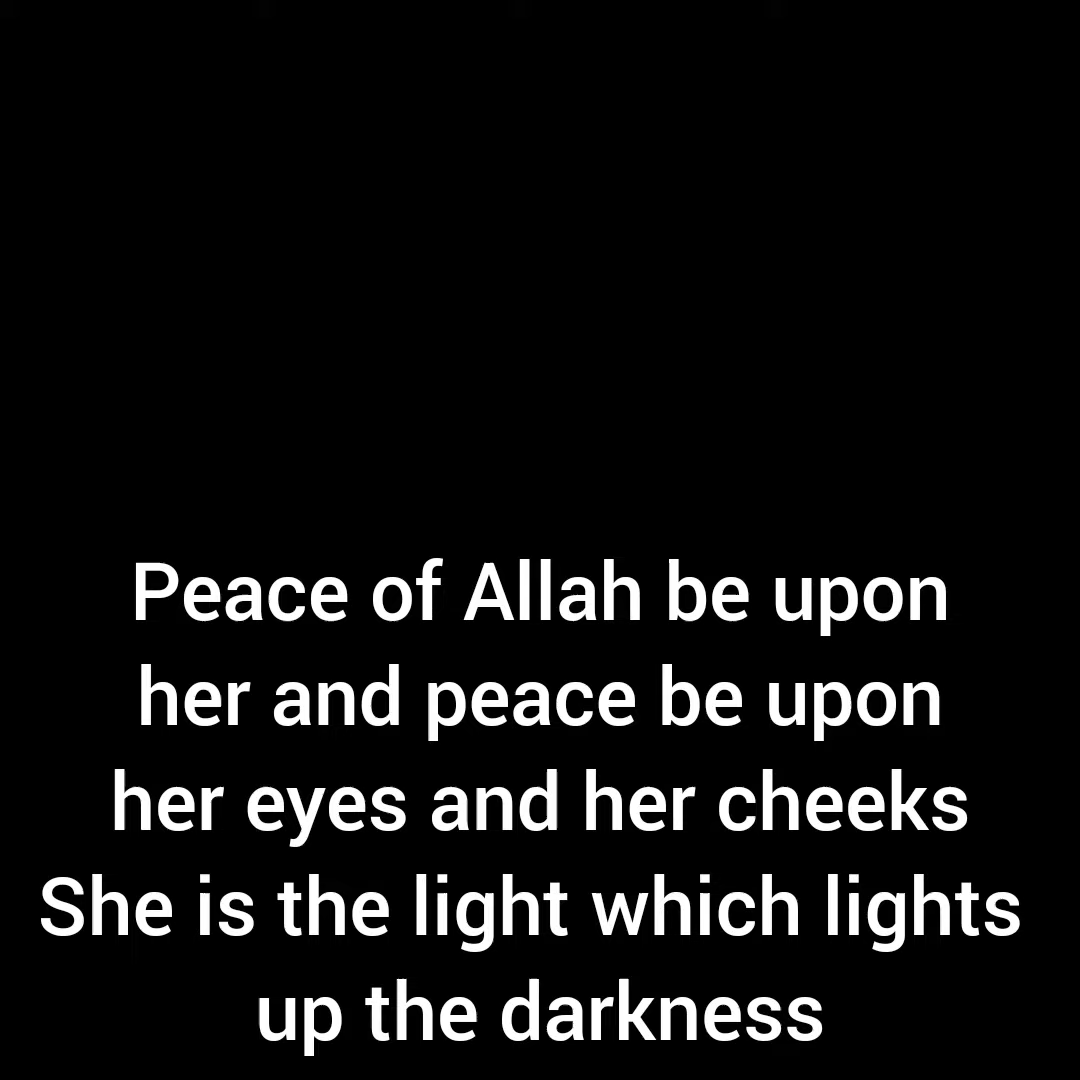 Peace of Allah be upon
her and peace be upon
her eyes and her cheeks
She is the light which lights
up the darkness